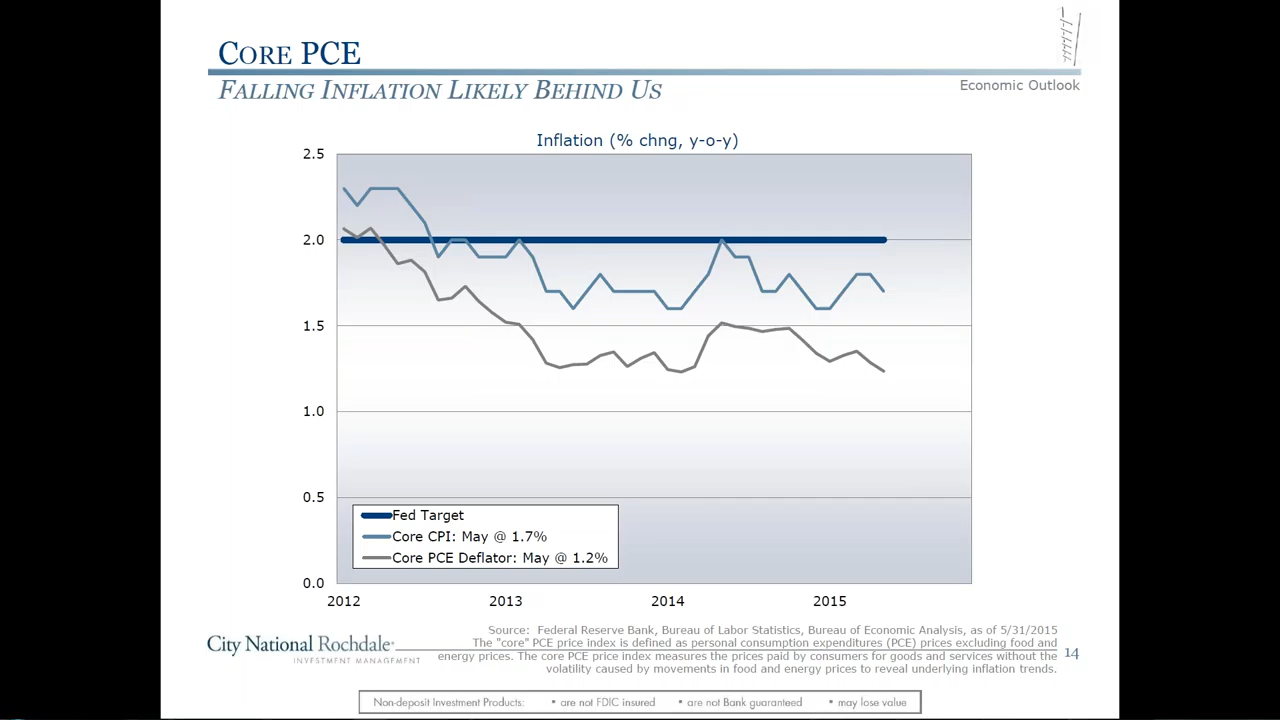 CORE PCE
FALLING INFLATION LIKELY BEHIND US
Economic Outlook
Inflation (% chng, y-o-y)
2.5
2.0
1.5
1.0
0.5
0.0
Fed Target
Core CPI: May @ 1.7%
Core PCE Deflator: May @ 1.2%
2012
2013
2014
2015
City National Rochdale
INVESTMENT MANAGEMENT
Source: Federal Reserve Bank, Bureau of Labor Statistics, Bureau of Economic Analysis, as of 5/31/2015
The "core" PCE price index is defined as personal consumption expenditures (PCE) prices excluding food and
energy prices. The core PCE price index measures the prices paid by consumers for goods and services without the
volatility caused by movements in food and energy prices to reveal underlying inflation trends.
14
Non-deposit Investment Products: • are not FDIC insured • are not Bank guaranteed • may lose value